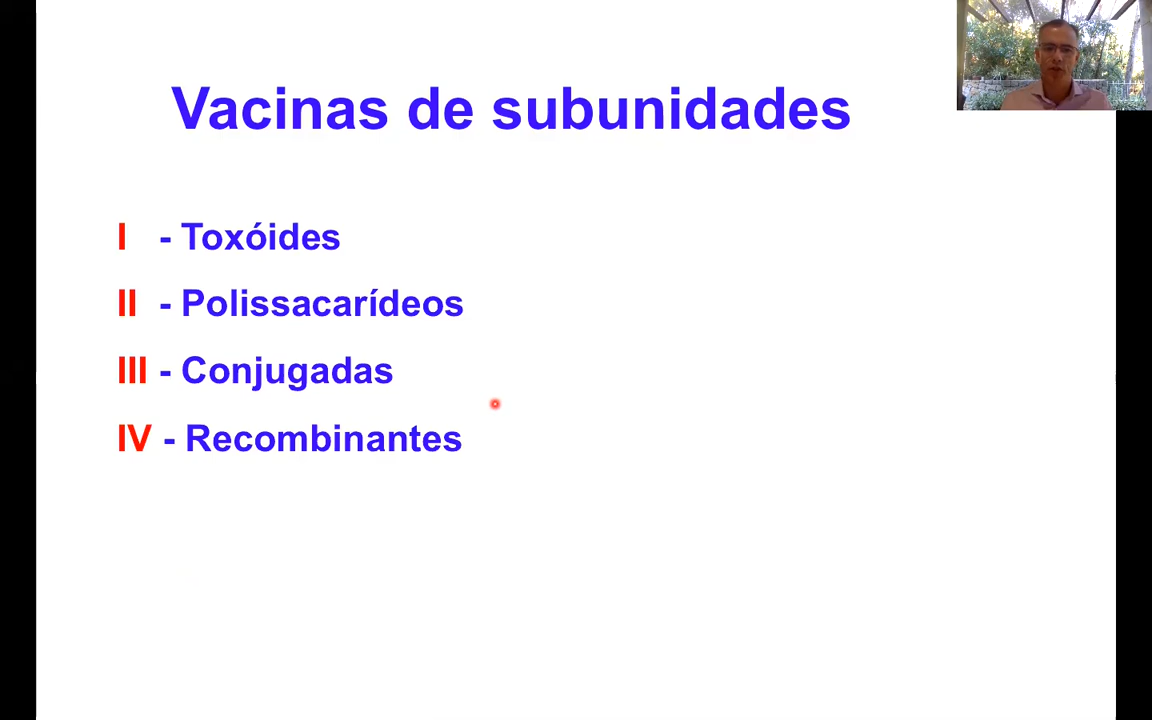 Vacinas de subunidades
I - Toxóides
II - Polissacarídeos
III - Conjugadas
IV - Recombinantes